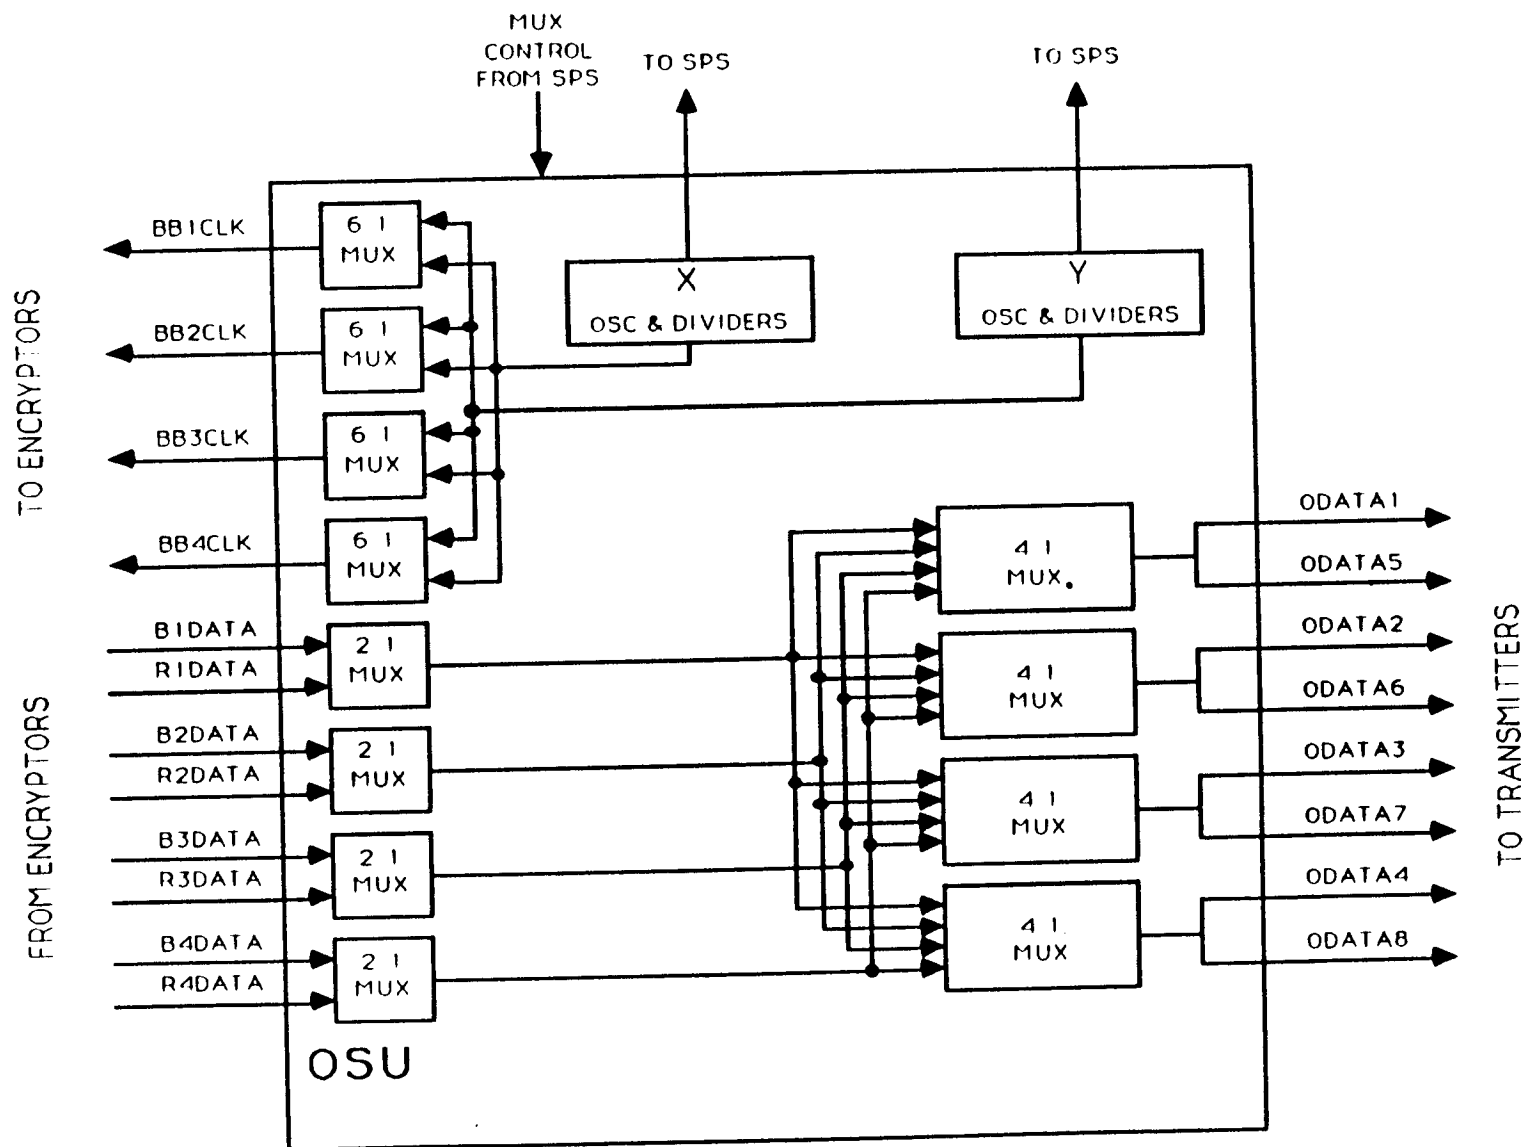 MUX
CONTROL
FROM SPS
TO SPS
TO SPS
BB1CLK
6 1
MUX
X
OSC & DIVIDERS
Y
OSC & DIVIDERS
BB2CLK
6 1
MUX
BB3CLK
6 1
MUX
BB4CLK
6 1
MUX
TO ENCRYPTORS
B1DATA
R1DATA
2 1
MUX
B2DATA
R2DATA
2 1
MUX
B3DATA
R3DATA
2 1
MUX
B4DATA
R4DATA
2 1
MUX
FROM ENCRYPTORS
4 1
MUX.
ODATA1
ODATA5
4 1
MUX
ODATA2
ODATA6
4 1
MUX
ODATA3
ODATA7
4 1
MUX
ODATA4
ODATA8
TO TRANSMITTERS
OSU